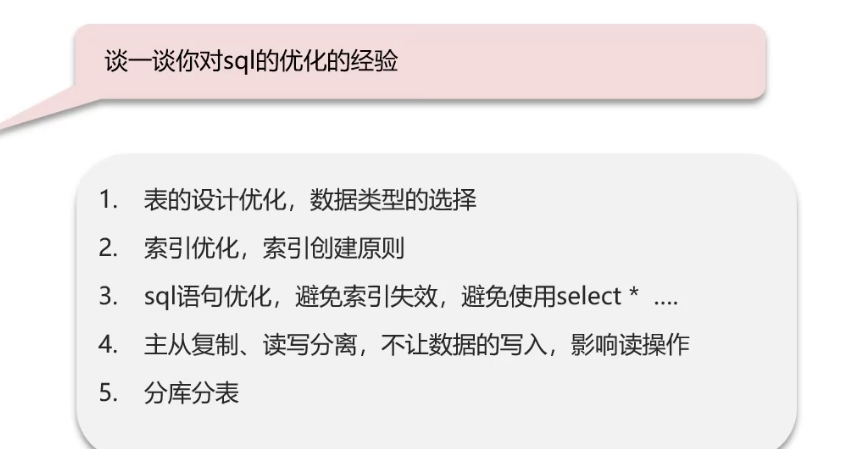 谈一谈你对sql的优化的经验
1. 表的设计优化，数据类型的选择
2. 索引优化，索引创建原则
3. sql语句优化，避免索引失效，避免使用select * ....
4. 主从复制、读写分离，不让数据的写入，影响读操作
5. 分库分表